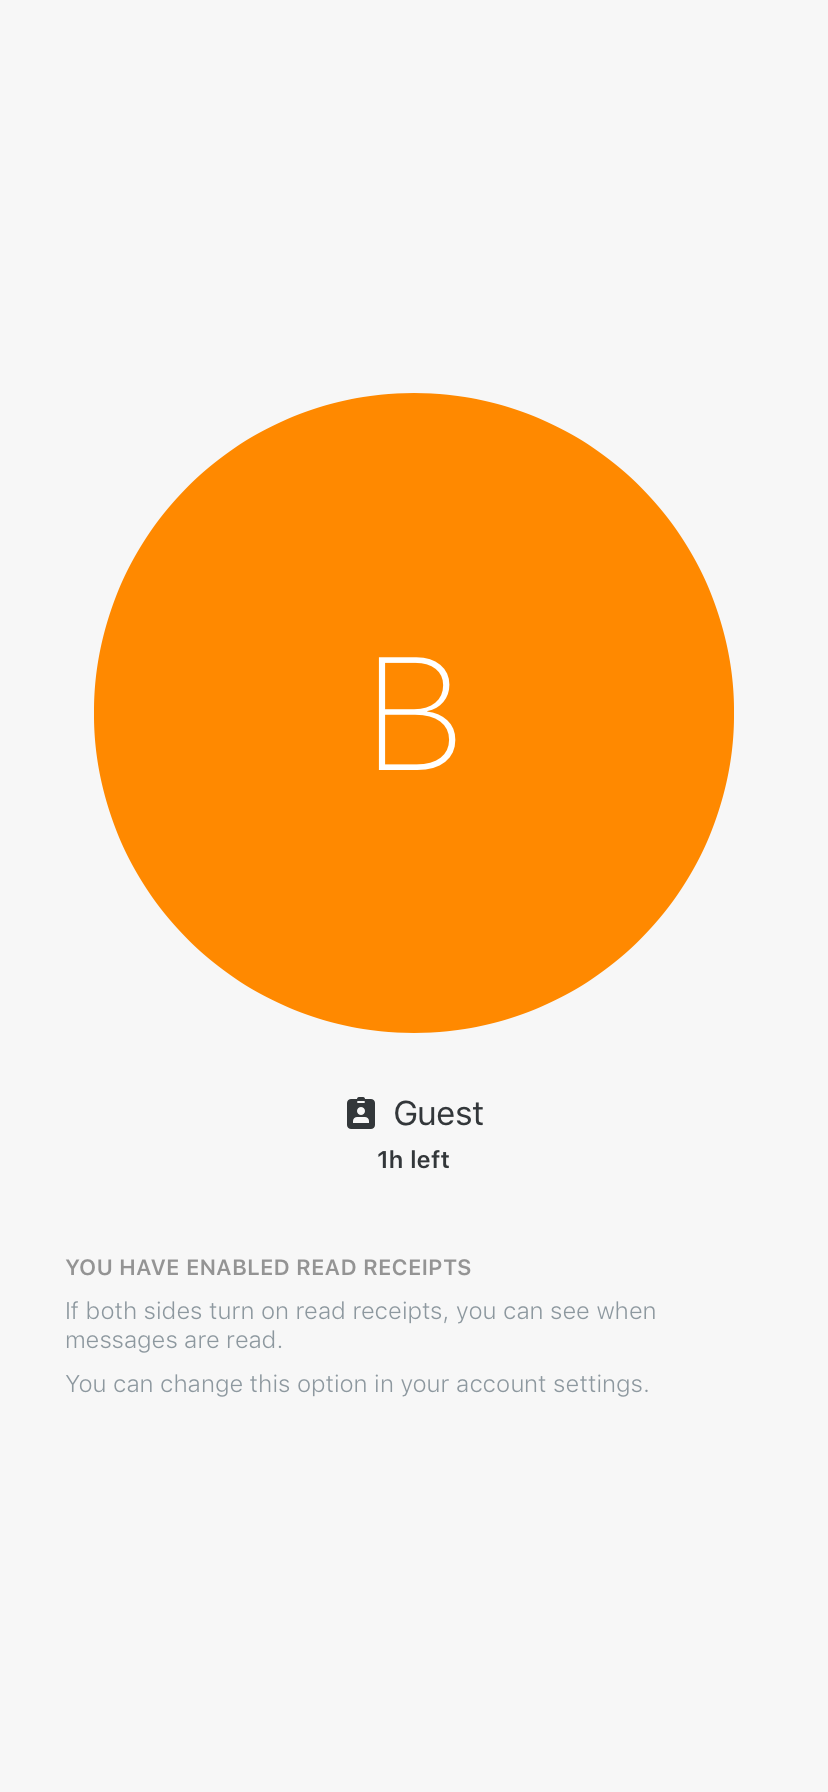 B
Guest
1h left
YOU HAVE ENABLED READ RECEIPTS
If both sides turn on read receipts, you can see when
messages are read.
You can change this option in your account settings.